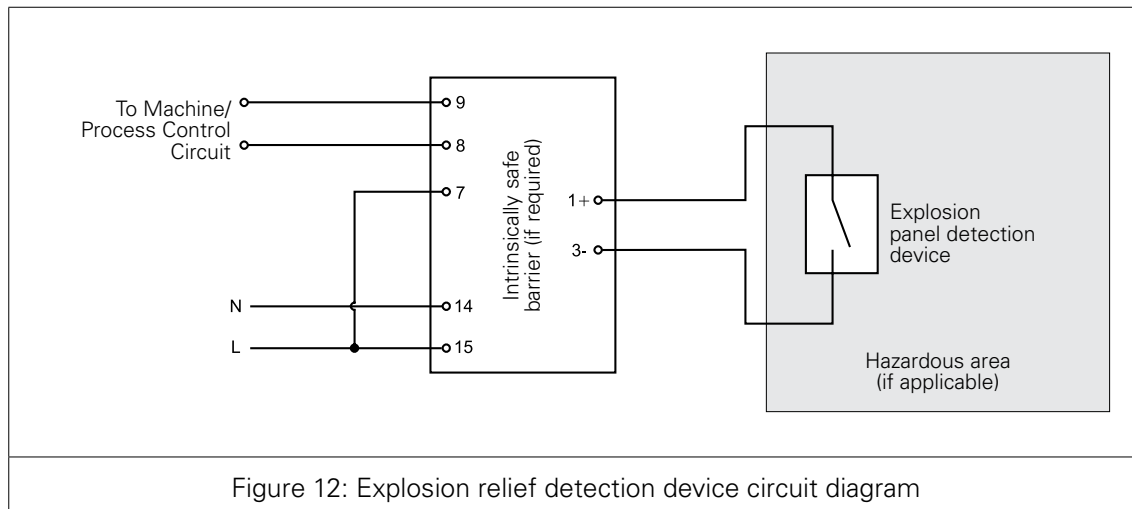 To Machine/
Process Control
Circuit
9
8
7
N
14
L
15
Intrinsically safe
barrier (if required)
1+
3-
Explosion
panel detection
device
Hazardous area
(if applicable)
Figure 12: Explosion relief detection device circuit diagram